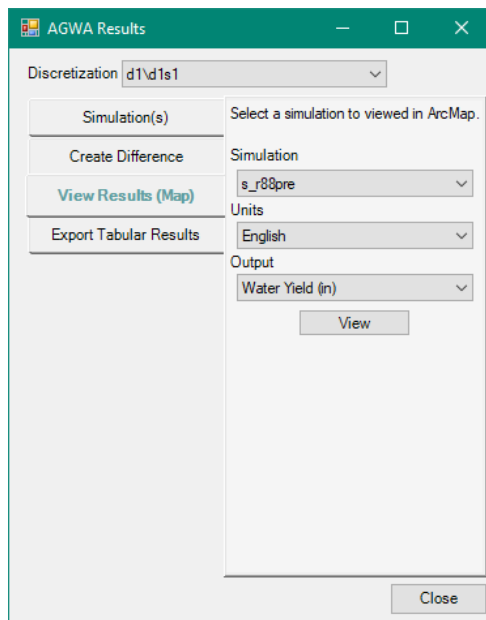 AGWA Results
Discretization d1\d1s1
Simulation(s)
Create Difference
View Results (Map)
Export Tabular Results
Select a simulation to viewed in ArcMap.
Simulation
s_r88pre
Units
English
Output
Water Yield (in)
View
Close